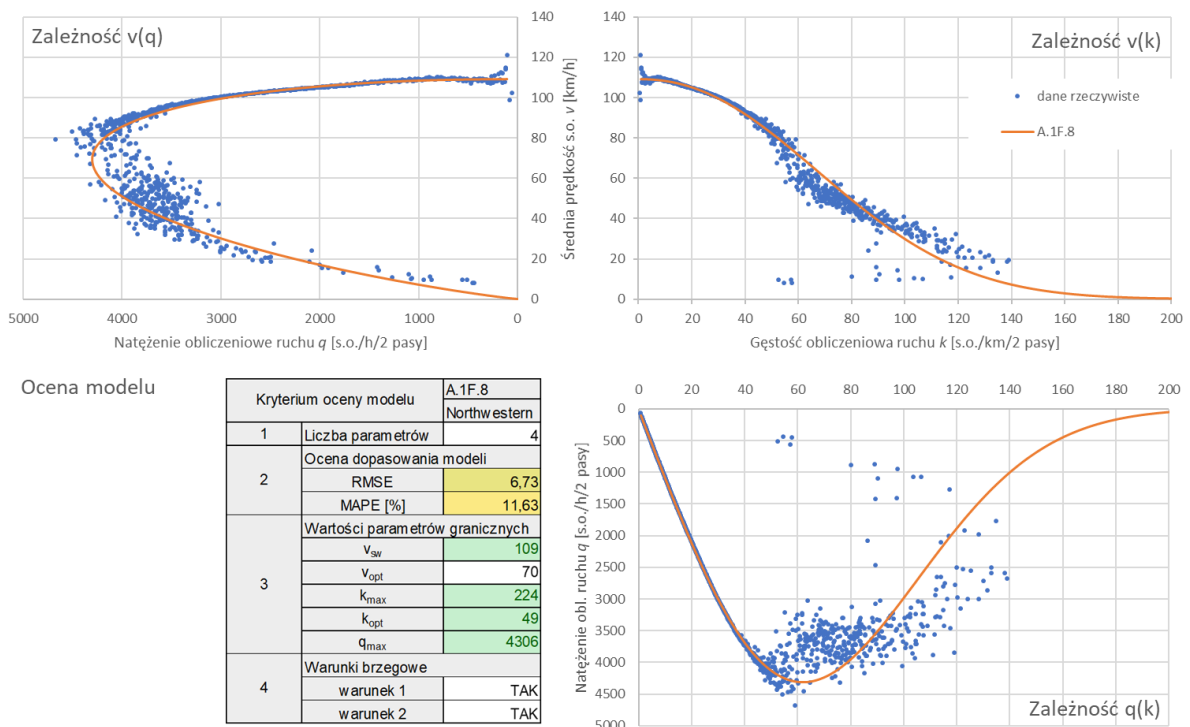 Zależność v(q)
140
120
100
80
60
40
20
0
Średnia prędkość s.o. v [km/h]
5000 4000 3000 2000 1000 0
Natężenie obliczeniowe ruchu q [s.o./h/2 pasy]
Zależność v(k)
dane rzeczywiste
A.1F.8
140
120
100
80
60
40
20
0
0 20 40 60 80 100 120 140 160 180 200
Gęstość obliczeniowa ruchu k [s.o./km/2 pasy]
Ocena modelu
Kryterium oceny modelu A.1F.8
Northwestern
1 Liczba parametrów 4
2 Ocena dopasowania modeli
RMSE 6,73
MAPE [%] 11,63
3 Wartości parametrów granicznych
vsw 109
vopt 70
kmax 224
kopt 49
qmax 4306
4 Warunki brzegowe
warunek 1 TAK
warunek 2 TAK
0 20 40 60 80 100 120 140 160 180 200
0
500
1000
1500
2000
2500
3000
3500
4000
4500
5000
Natężenie obl. ruchu q [s.o./h/2 pasy]
Zależność q(k)